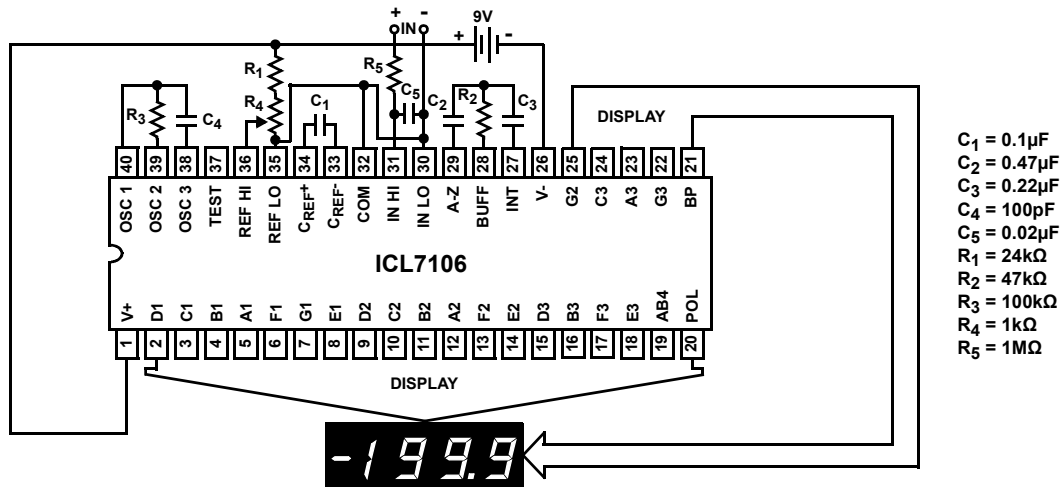 + - 9V
IN + -
R1 R5
R3 C4 R4 C1 C5 C2 R2 C3
DISPLAY
40 39 38 37 36 35 34 33 32 31 30 29 28 27 26 25 24 23 22 21
OSC 1 OSC 2 OSC 3 TEST REF HI REF LO CREF+ CREF- COM IN HI IN LO A-Z BUFF INT V- G2 C3 A3 G3 BP
ICL7106
V+ D1 C1 B1 A1 F1 G1 E1 D2 C2 B2 A2 F2 E2 D3 B3 F3 E3 AB4 POL
1 2 3 4 5 6 7 8 9 10 11 12 13 14 15 16 17 18 19 20
DISPLAY
-199.9
C1 = 0.1µF
C2 = 0.47µF
C3 = 0.22µF
C4 = 100pF
C5 = 0.02µF
R1 = 24kΩ
R2 = 47kΩ
R3 = 100kΩ
R4 = 1kΩ
R5 = 1MΩ